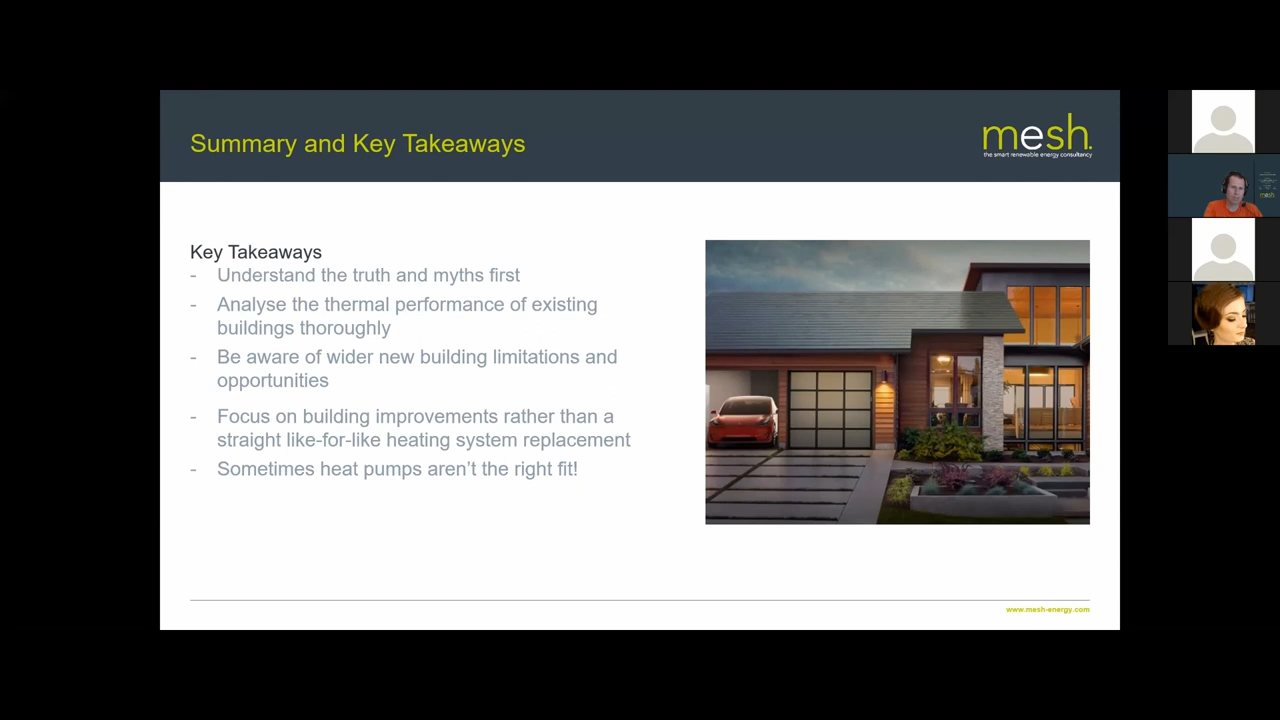 Summary and Key Takeaways
mesh.
the smart renewable energy consultancy
Key Takeaways
- Understand the truth and myths first
- Analyse the thermal performance of existing
buildings thoroughly
- Be aware of wider new building limitations and
opportunities
- Focus on building improvements rather than a
straight like-for-like heating system replacement
- Sometimes heat pumps aren't the right fit!
www.mesh-energy.com
mesh